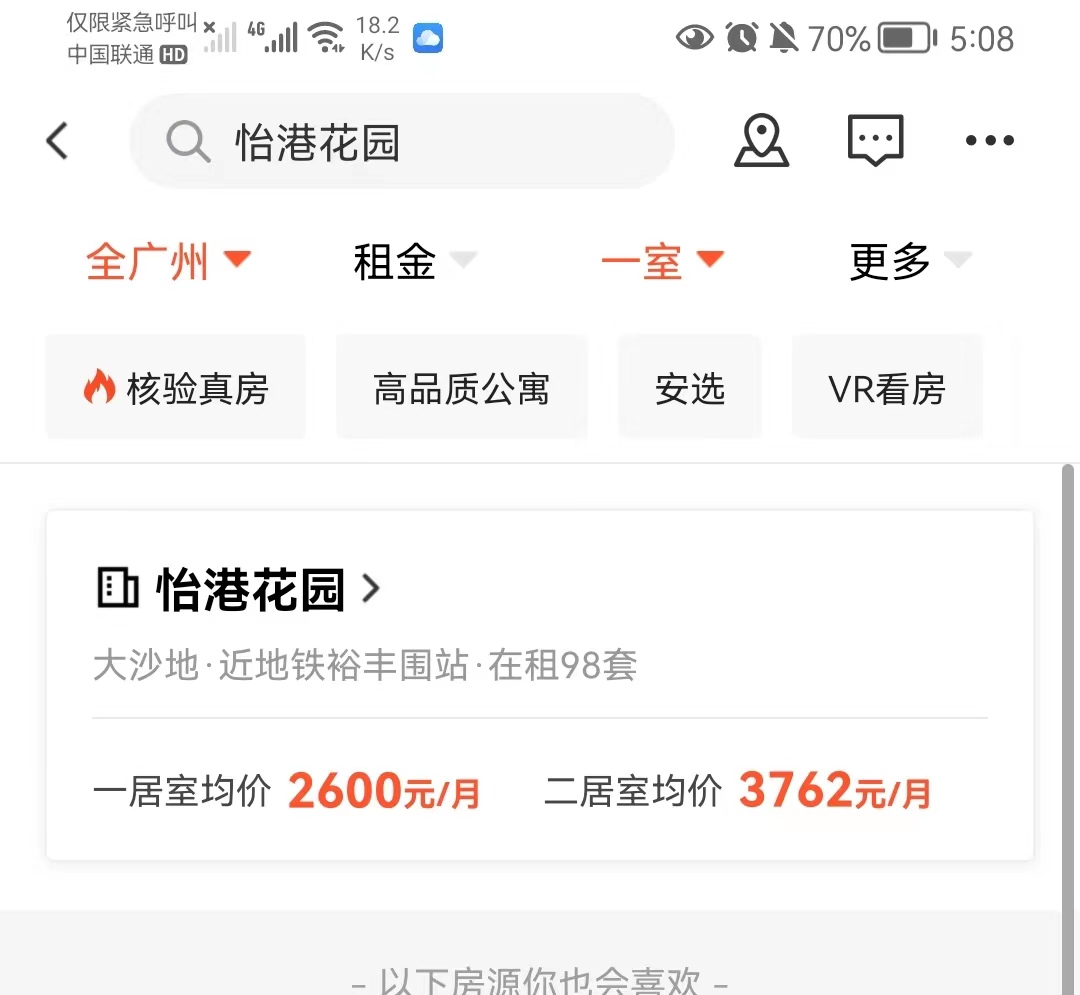 仅限紧急呼叫 4G 18.2 70% 5:08
中国联通 HD K/s
怡港花园
全广州 租金 一室 更多
核验真房 高品质公寓 安选 VR看房
怡港花园
大沙地·近地铁裕丰围站·在租98套
一居室均价 2600元/月 二居室均价 3762元/月
- 以下房源你也会喜欢 -